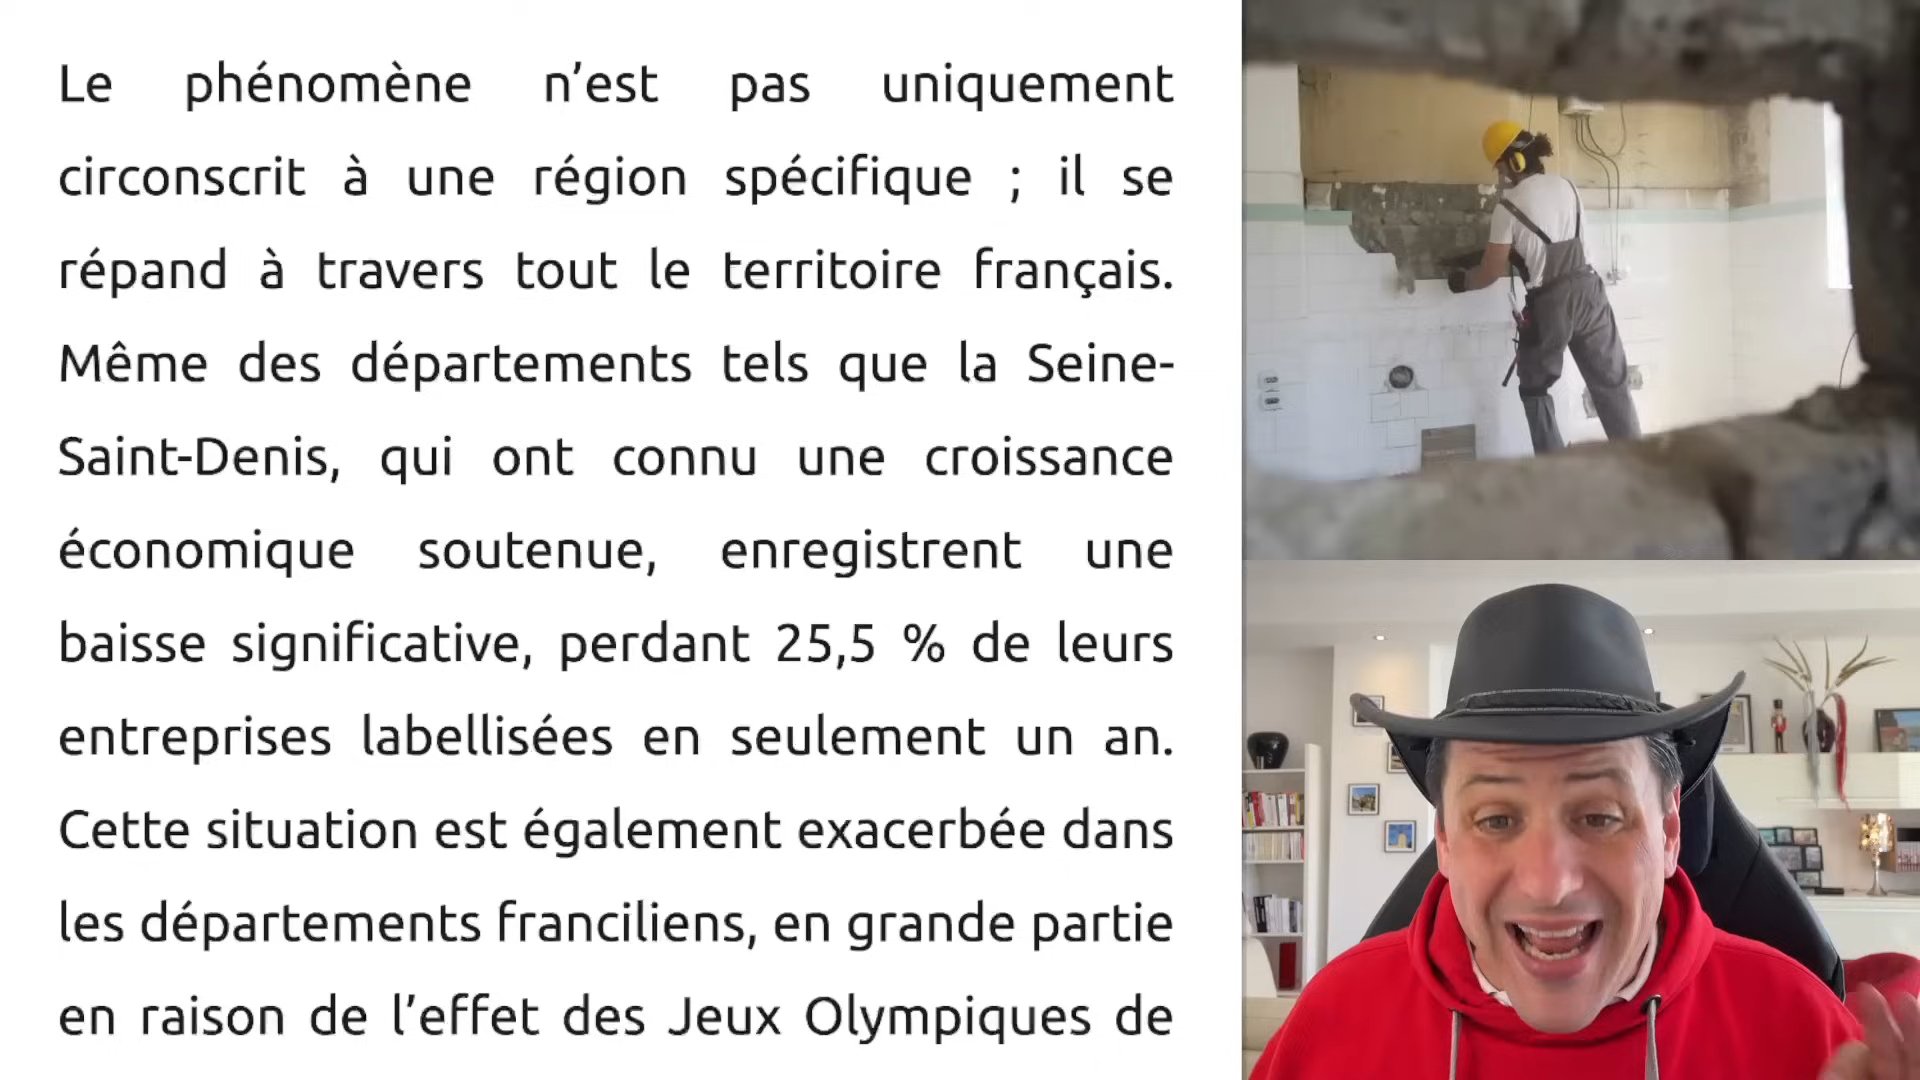 Le phénomène n’est pas uniquement
circonscrit à une région spécifique ; il se
répand à travers tout le territoire français.
Même des départements tels que la Seine-
Saint-Denis, qui ont connu une croissance
économique soutenue, enregistrent une
baisse significative, perdant 25,5 % de leurs
entreprises labellisées en seulement un an.
Cette situation est également exacerbée dans
les départements franciliens, en grande partie
en raison de l’effet des Jeux Olympiques de